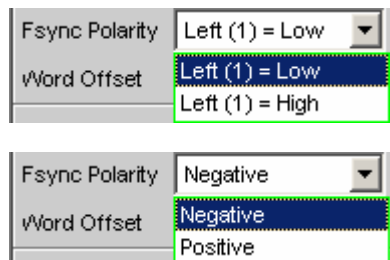 Fsync Polarity Left (1) = Low
Word Offset Left (1) = Low
Left (1) = High
Fsync Polarity Negative
Word Offset Negative
Positive